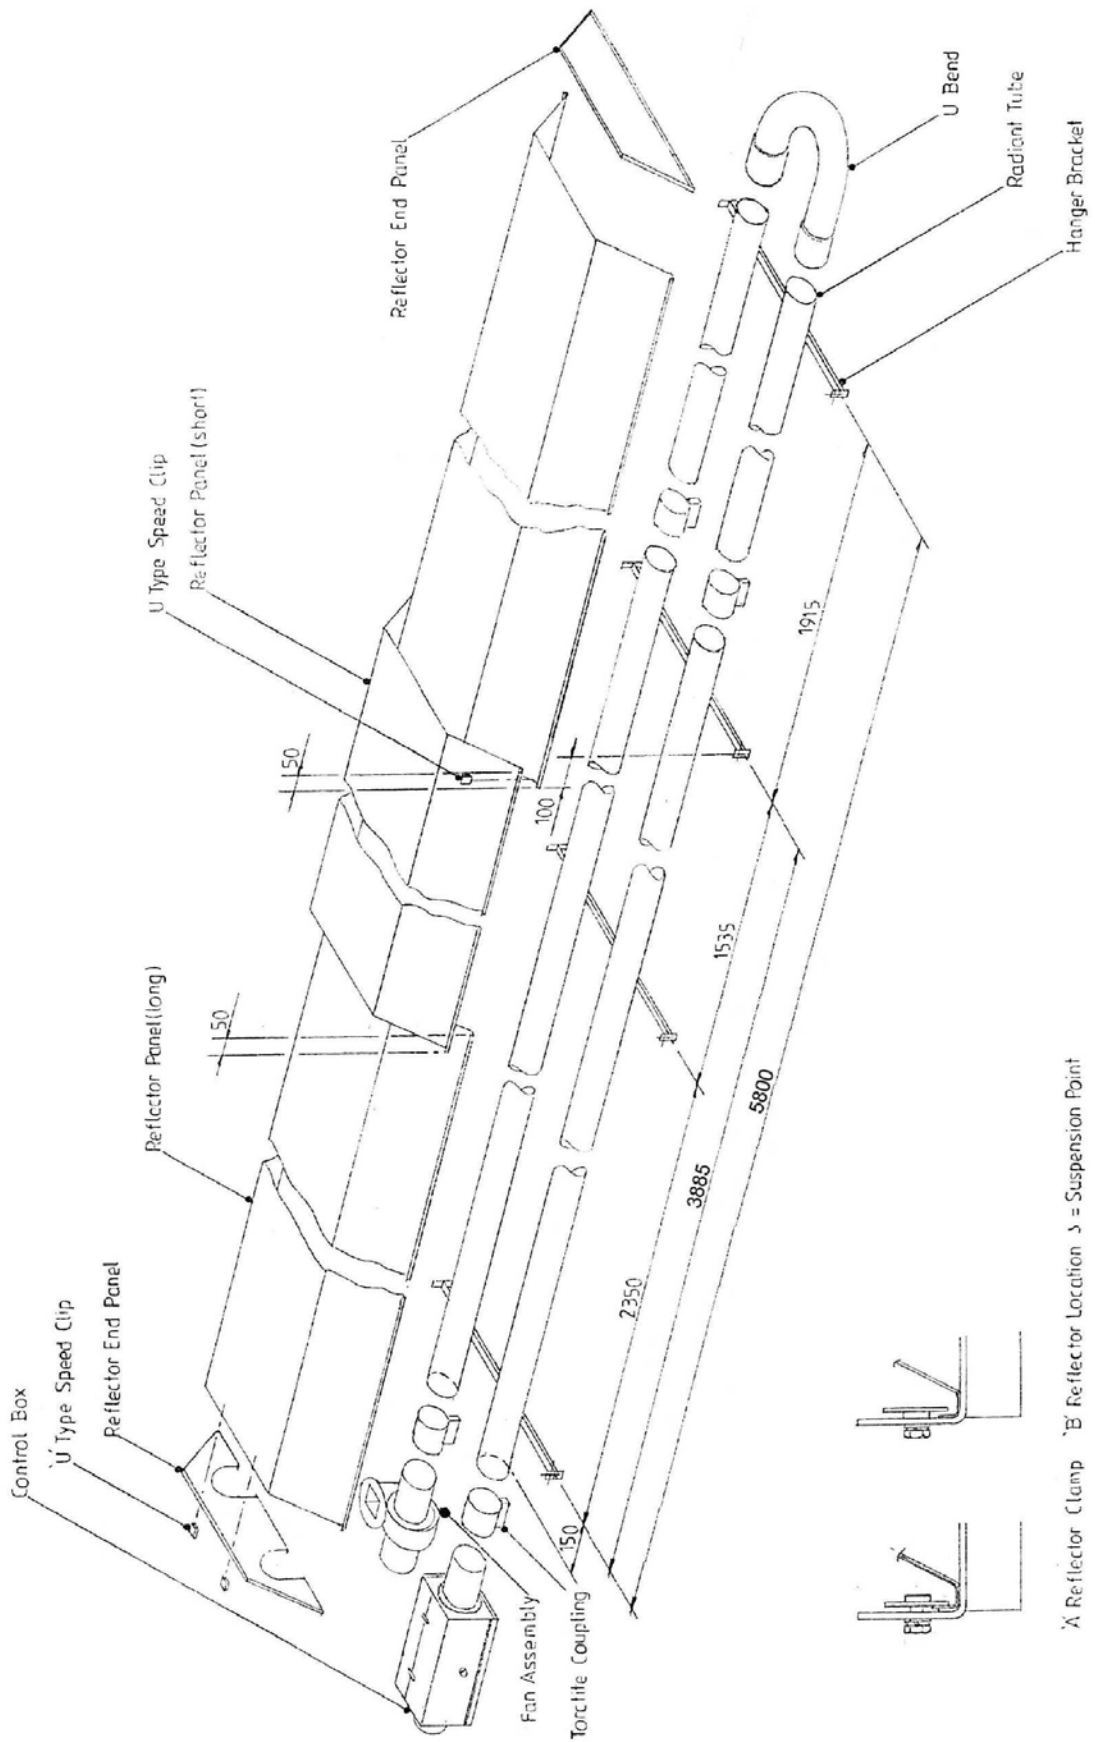 Control Box
'U' Type Speed Clip
Reflector End Panel
Reflector Panel (long)
50
U Type Speed Clip
Reflector Panel (short)
50
Reflector End Panel
100
U Bend
Radiant Tube
Hanger Bracket
Fan Assembly
Torctite Coupling
150
2350
1535
1915
3885
5800
'A' Reflector Clamp 'B' Reflector Location = Suspension Point